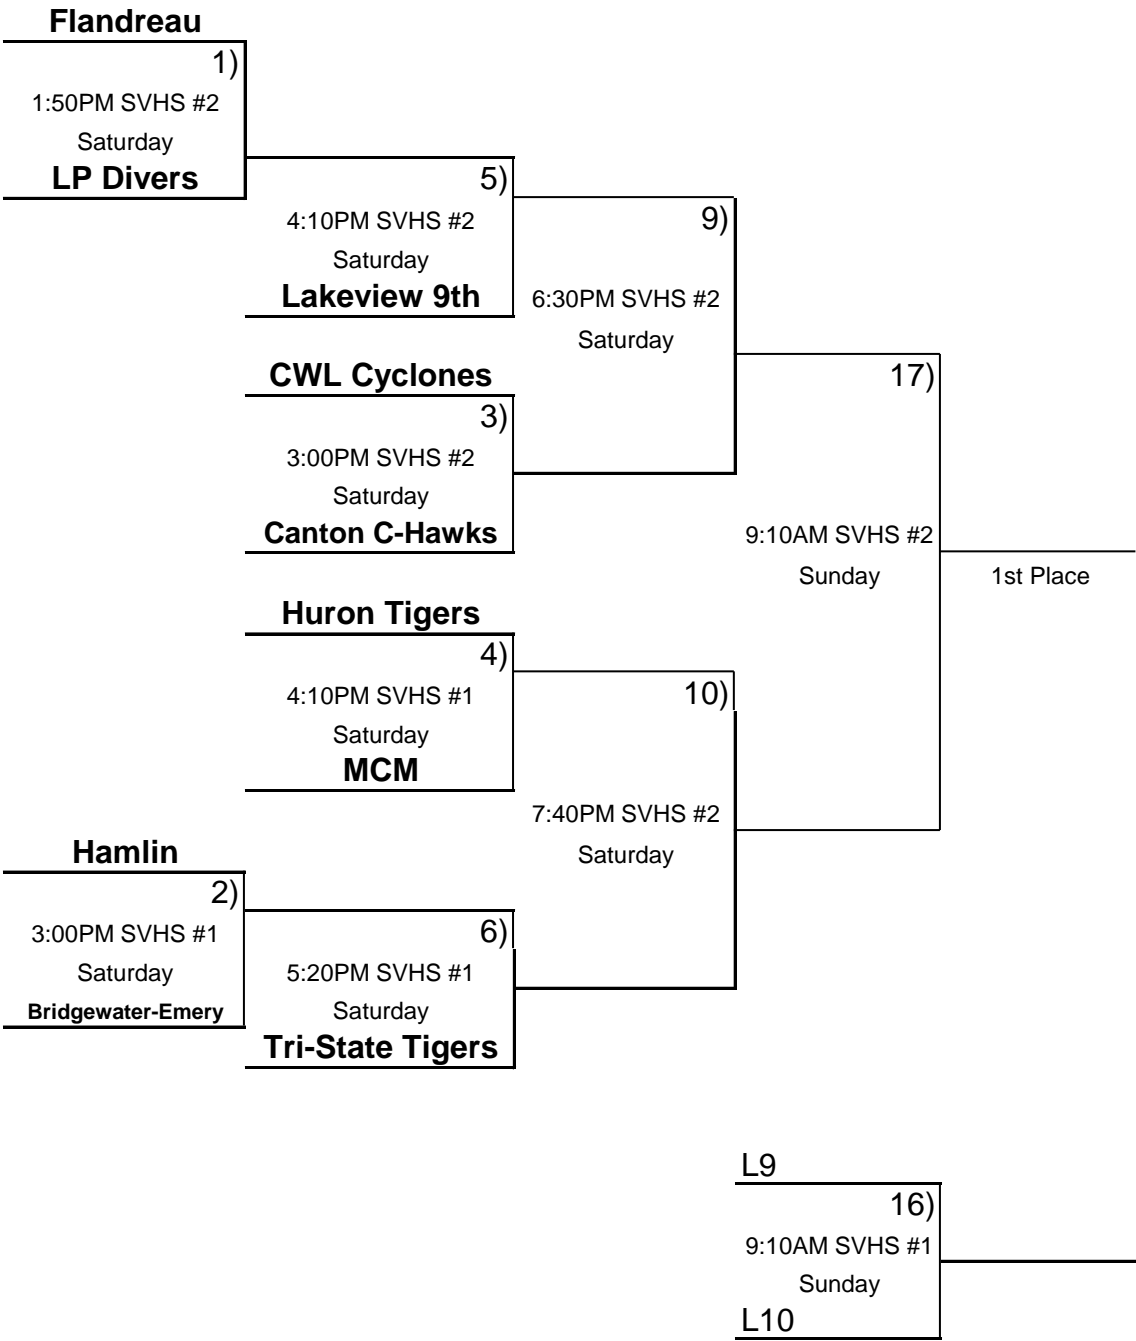 Flandreau
1)
1:50PM SVHS #2
Saturday
LP Divers
5)
4:10PM SVHS #2
Saturday
Lakeview 9th
9)
6:30PM SVHS #2
Saturday
CWL Cyclones
3)
3:00PM SVHS #2
Saturday
Canton C-Hawks
17)
9:10AM SVHS #2
Sunday
1st Place
Huron Tigers
4)
4:10PM SVHS #1
Saturday
MCM
10)
7:40PM SVHS #2
Saturday
Hamlin
2)
3:00PM SVHS #1
Saturday
Bridgewater-Emery
6)
5:20PM SVHS #1
Saturday
Tri-State Tigers
L9
16)
9:10AM SVHS #1
Sunday
L10